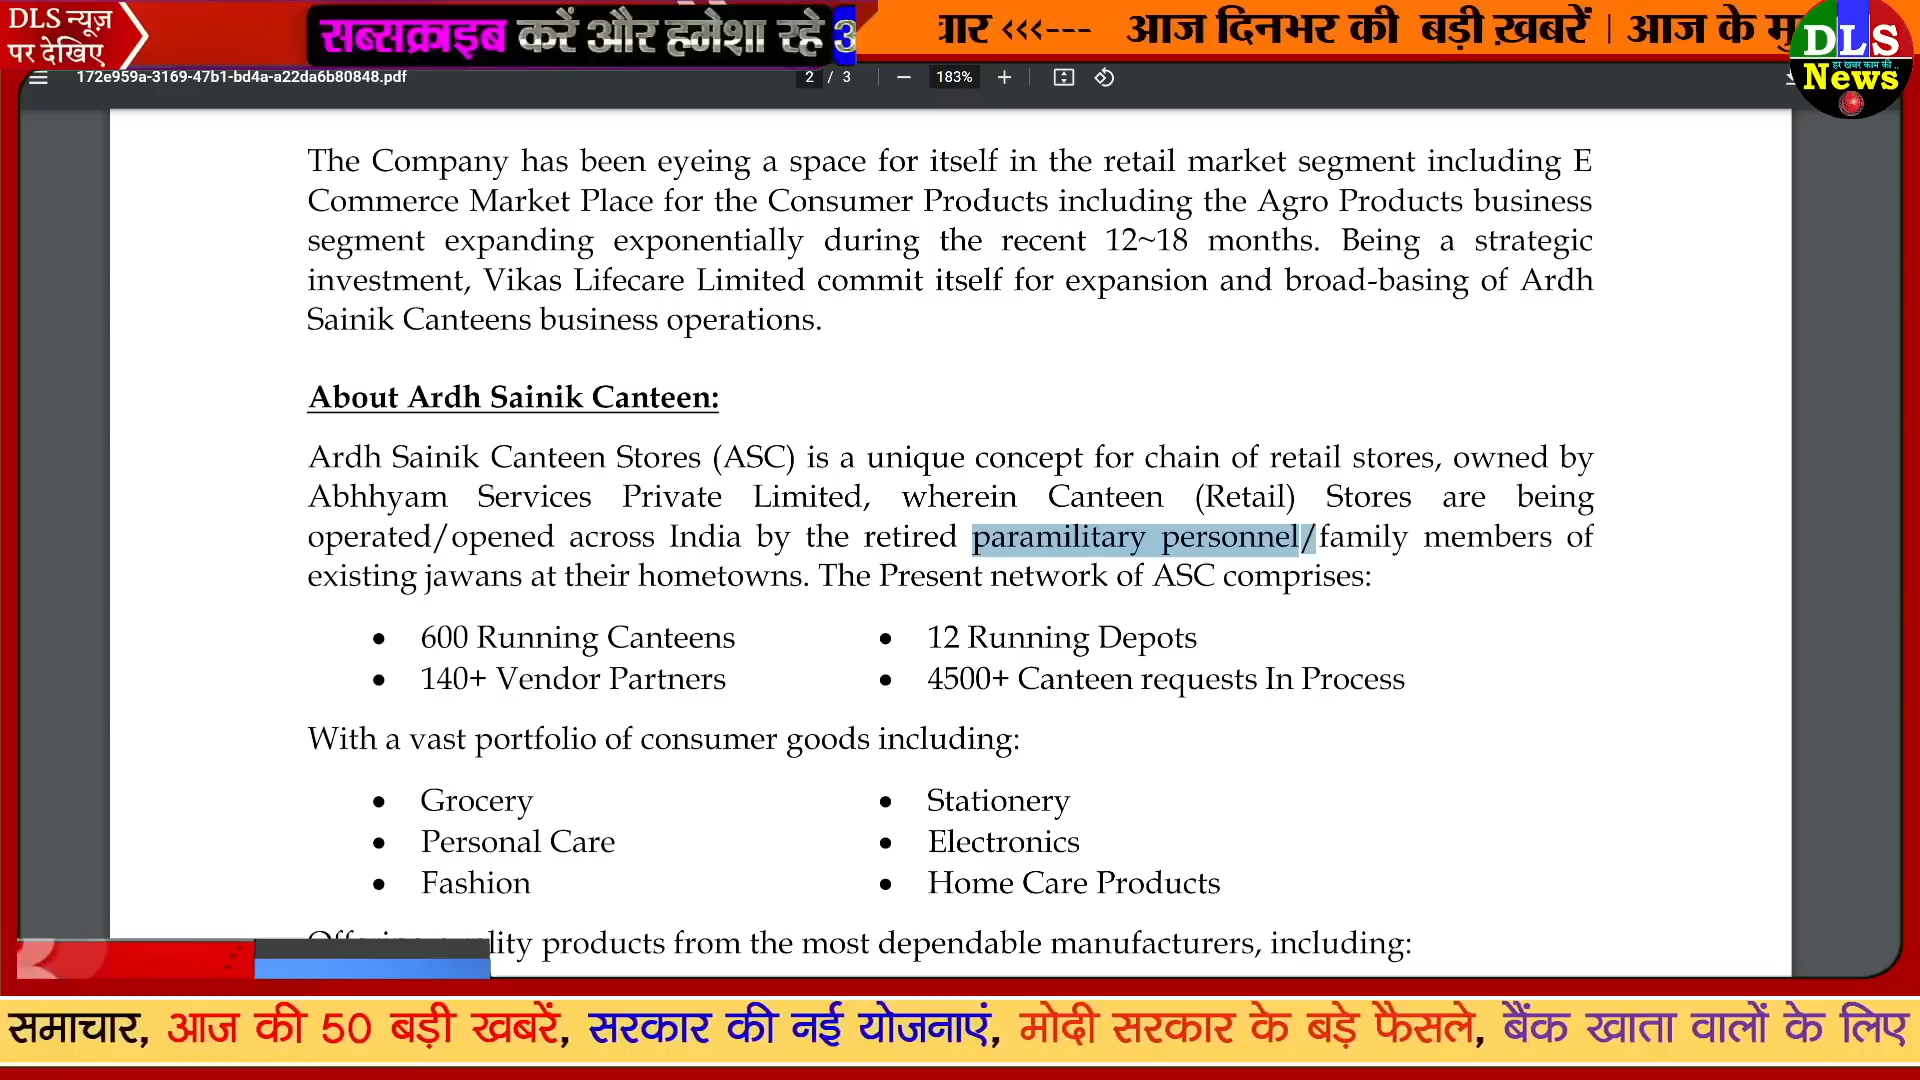 DLS न्यूज़
पर देखिए
सब्सक्राइब करें और हमेशा रहे
आज दिनभर की बड़ी ख़बरें | आज के
DLS
हर खबर काम की..
News
172e959a-3169-47b1-bd4a-a22da6b80848.pdf
2 / 3
183%
The Company has been eyeing a space for itself in the retail market segment including E
Commerce Market Place for the Consumer Products including the Agro Products business
segment expanding exponentially during the recent 12~18 months. Being a strategic
investment, Vikas Lifecare Limited commit itself for expansion and broad-basing of Ardh
Sainik Canteens business operations.
About Ardh Sainik Canteen:
Ardh Sainik Canteen Stores (ASC) is a unique concept for chain of retail stores, owned by
Abhhyam Services Private Limited, wherein Canteen (Retail) Stores are being
operated/opened across India by the retired paramilitary personnel/family members of
existing jawans at their hometowns. The Present network of ASC comprises:
• 600 Running Canteens
• 12 Running Depots
• 140+ Vendor Partners
• 4500+ Canteen requests In Process
With a vast portfolio of consumer goods including:
• Grocery
• Stationery
• Personal Care
• Electronics
• Fashion
• Home Care Products
products from the most dependable manufacturers, including:
समाचार, आज की 50 बड़ी खबरें, सरकार की नई योजनाएं, मोदी सरकार के बड़े फैसले, बैंक खाता वालों के लिए